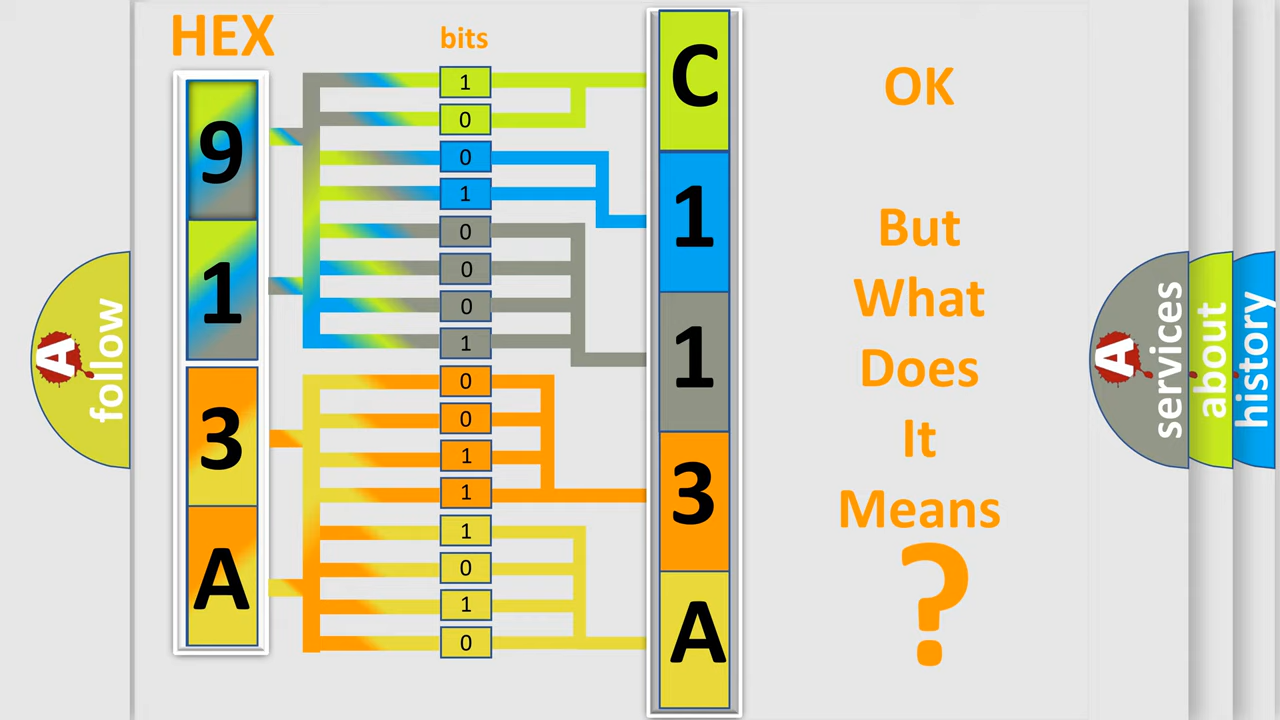 HEX
bits
9
1
3
A
1
0
0
1
0
0
0
1
0
0
1
1
1
0
1
0
C
1
1
3
A
OK
But
What
Does
It
Means
?
A
follow
A
services
about
history